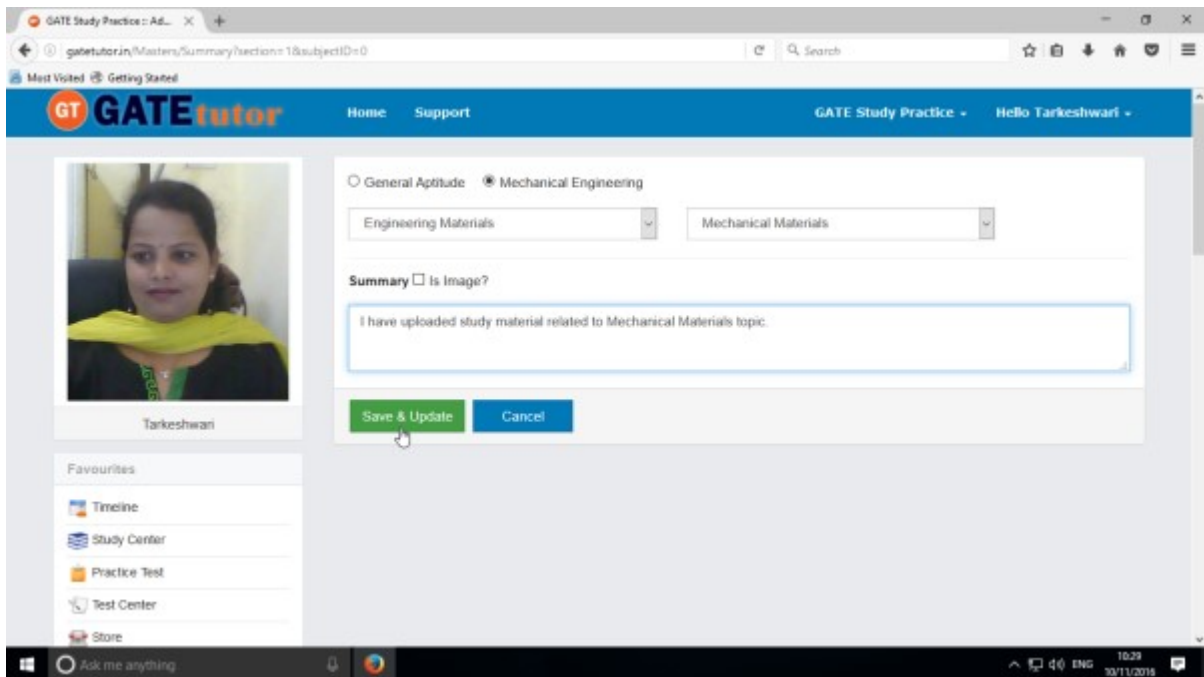 GATE Study Practice :: Ad...
gatetutor.in/Masters/Summary?section=1&subjectID=0
Search
Most Visited Getting Started
GT GATEtutor Home Support GATE Study Practice Hello Tarkeshwari
General Aptitude Mechanical Engineering
Engineering Materials Mechanical Materials
Summary Is Image?
I have uploaded study material related to Mechanical Materials topic.
Save & Update Cancel
Tarkeshwari
Favourites
Timeline
Study Center
Practice Test
Test Center
Store
Ask me anything
ENG
10:29
10/11/2016